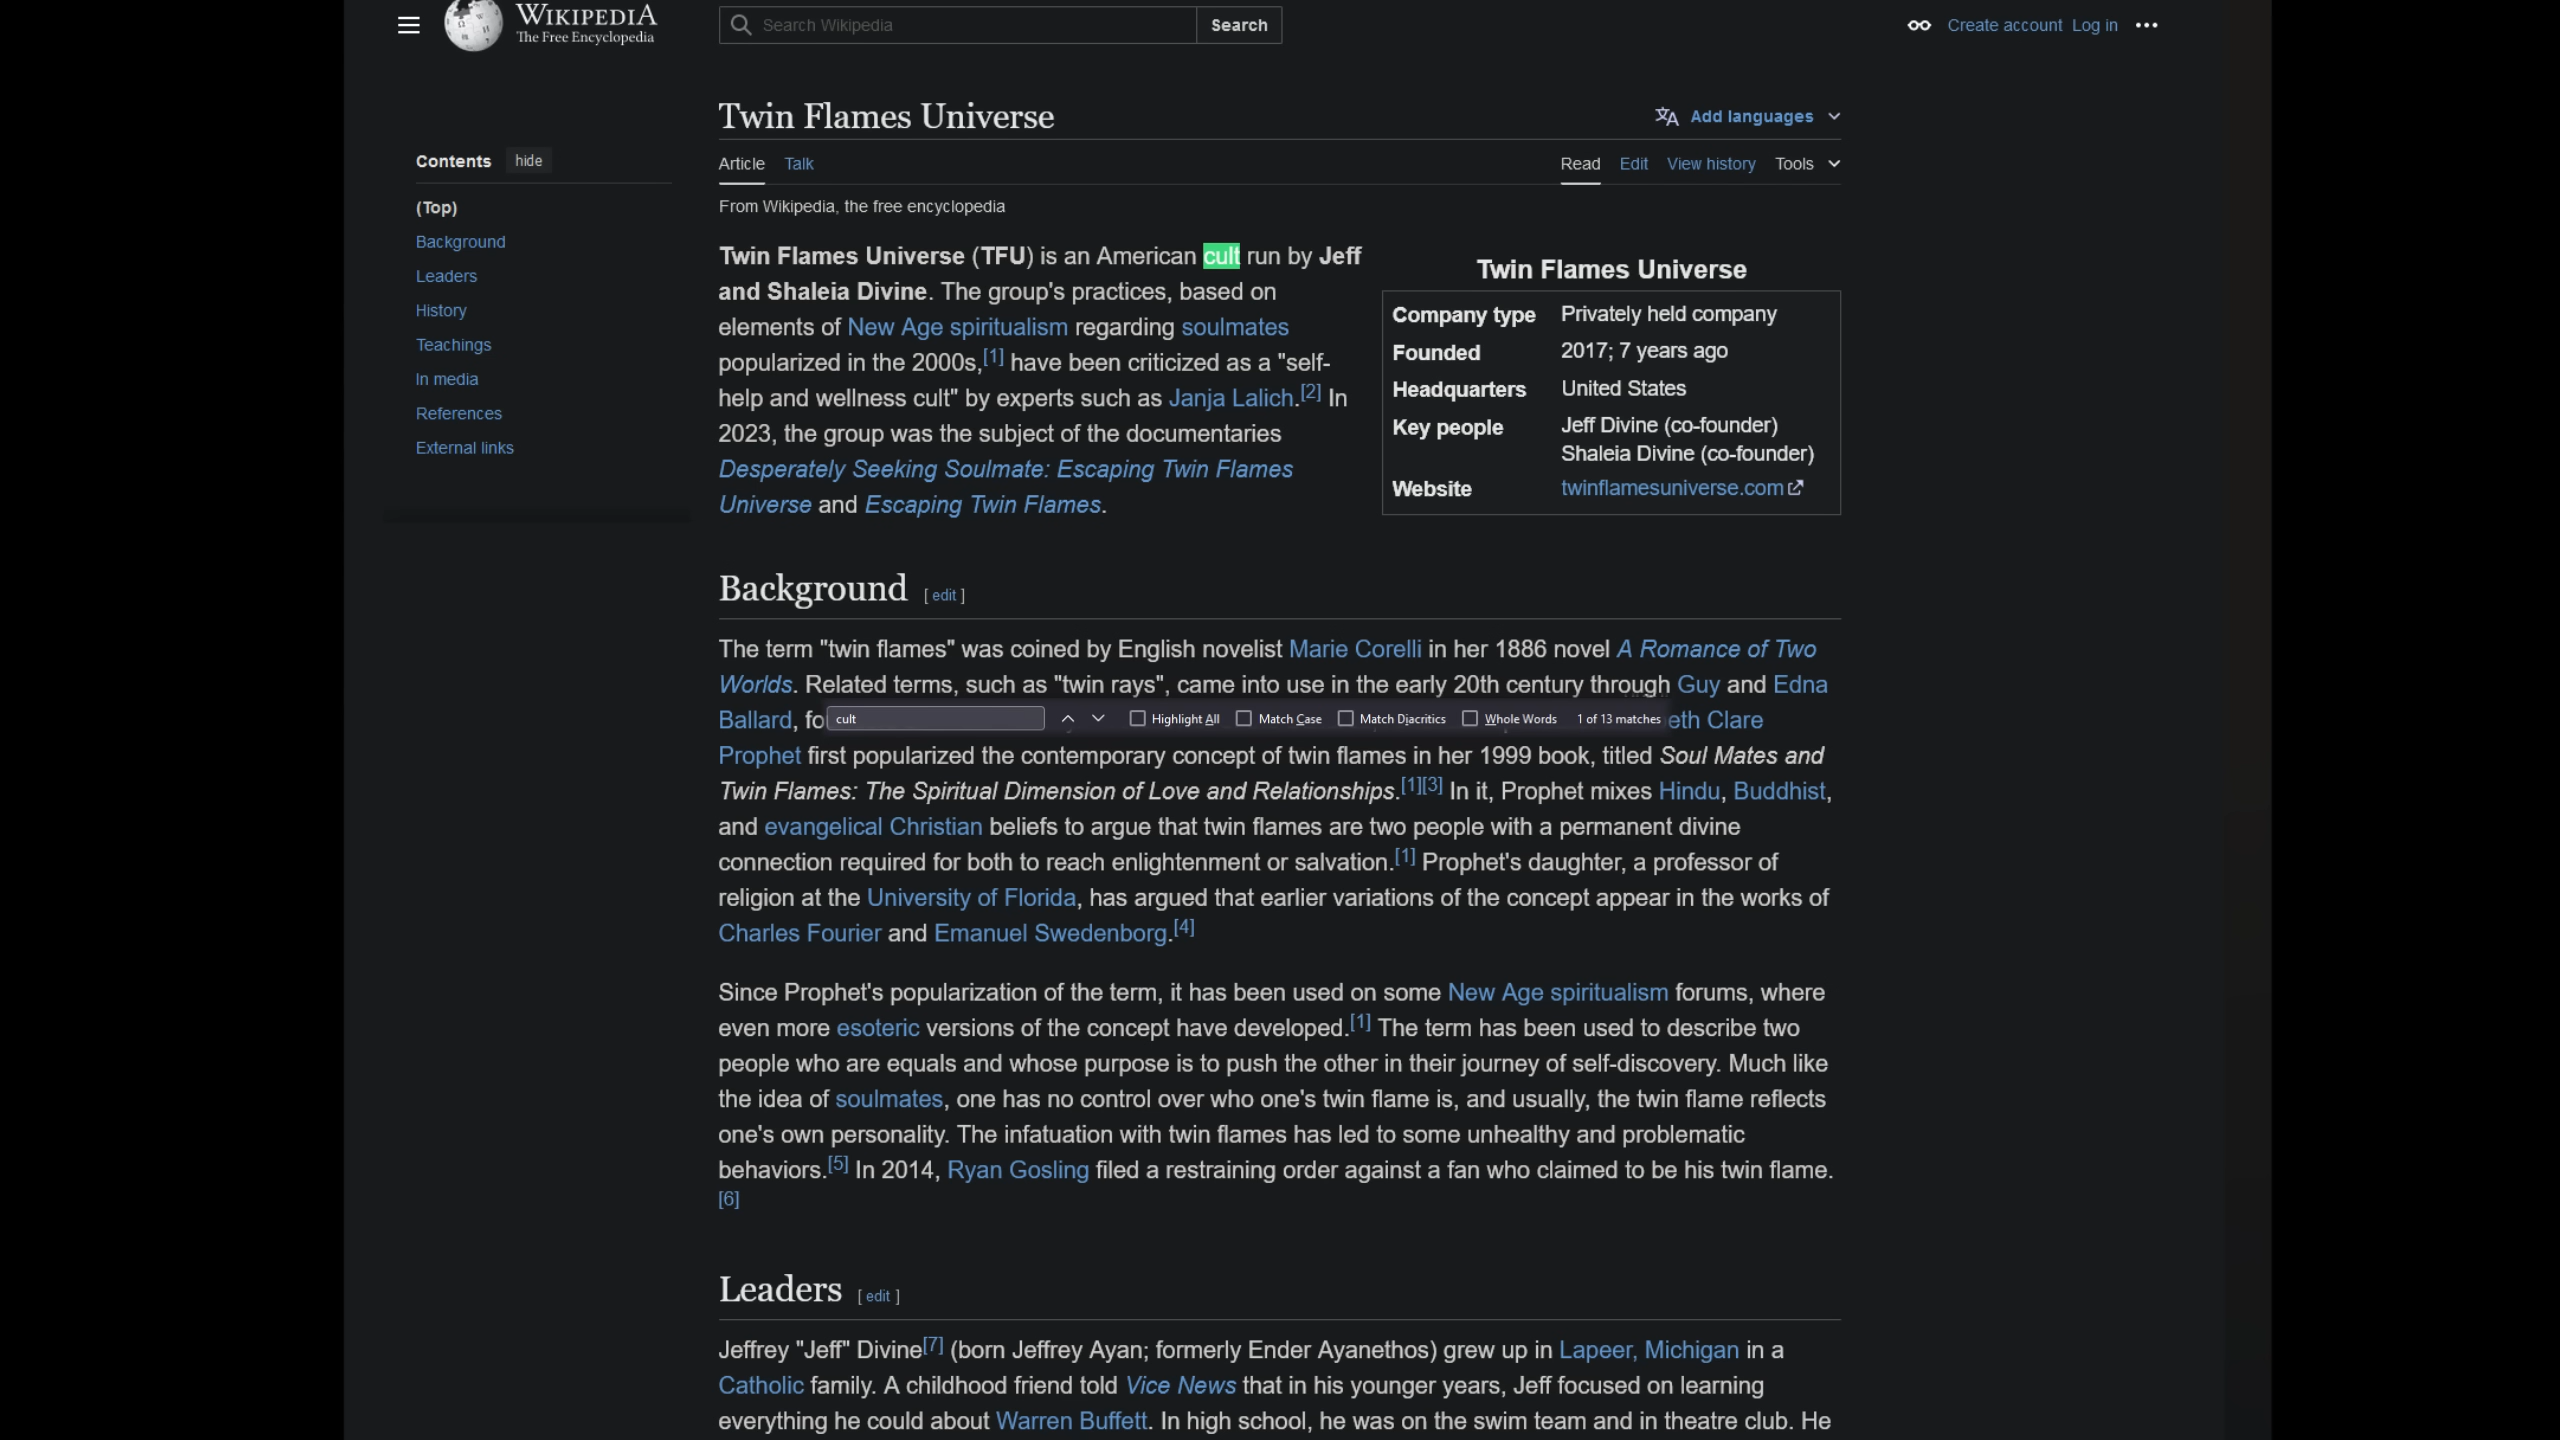 WIKIPEDIA
The Free Encyclopedia
Search Wikipedia
Search
Create account Log in
Twin Flames Universe
Add languages
Contents hide
(Top)
Background
Leaders
History
Teachings
In media
References
External links
Article Talk
Read Edit View history Tools
From Wikipedia, the free encyclopedia
Twin Flames Universe (TFU) is an American cult run by Jeff
and Shaleia Divine. The group's practices, based on
elements of New Age spiritualism regarding soulmates
popularized in the 2000s,[1] have been criticized as a "self-
help and wellness cult" by experts such as Janja Lalich.[2] In
2023, the group was the subject of the documentaries
Desperately Seeking Soulmate: Escaping Twin Flames
Universe and Escaping Twin Flames.
Twin Flames Universe
Company type Privately held company
Founded 2017; 7 years ago
Headquarters United States
Key people Jeff Divine (co-founder)
Shaleia Divine (co-founder)
Website twinflamesuniverse.com
Background [ edit ]
The term "twin flames" was coined by English novelist Marie Corelli in her 1886 novel A Romance of Two
Worlds. Related terms, such as "twin rays", came into use in the early 20th century through Guy and Edna
Ballard, fo
cult Highlight All Match Case Match Diacritics Whole Words 1 of 13 matches
eth Clare
Prophet first popularized the contemporary concept of twin flames in her 1999 book, titled Soul Mates and
Twin Flames: The Spiritual Dimension of Love and Relationships.[1][3] In it, Prophet mixes Hindu, Buddhist,
and evangelical Christian beliefs to argue that twin flames are two people with a permanent divine
connection required for both to reach enlightenment or salvation.[1] Prophet's daughter, a professor of
religion at the University of Florida, has argued that earlier variations of the concept appear in the works of
Charles Fourier and Emanuel Swedenborg.[4]
Since Prophet's popularization of the term, it has been used on some New Age spiritualism forums, where
even more esoteric versions of the concept have developed.[1] The term has been used to describe two
people who are equals and whose purpose is to push the other in their journey of self-discovery. Much like
the idea of soulmates, one has no control over who one's twin flame is, and usually, the twin flame reflects
one's own personality. The infatuation with twin flames has led to some unhealthy and problematic
behaviors.[5] In 2014, Ryan Gosling filed a restraining order against a fan who claimed to be his twin flame.
[6]
Leaders [ edit ]
Jeffrey "Jeff" Divine[7] (born Jeffrey Ayan; formerly Ender Ayanethos) grew up in Lapeer, Michigan in a
Catholic family. A childhood friend told Vice News that in his younger years, Jeff focused on learning
everything he could about Warren Buffett. In high school, he was on the swim team and in theatre club. He